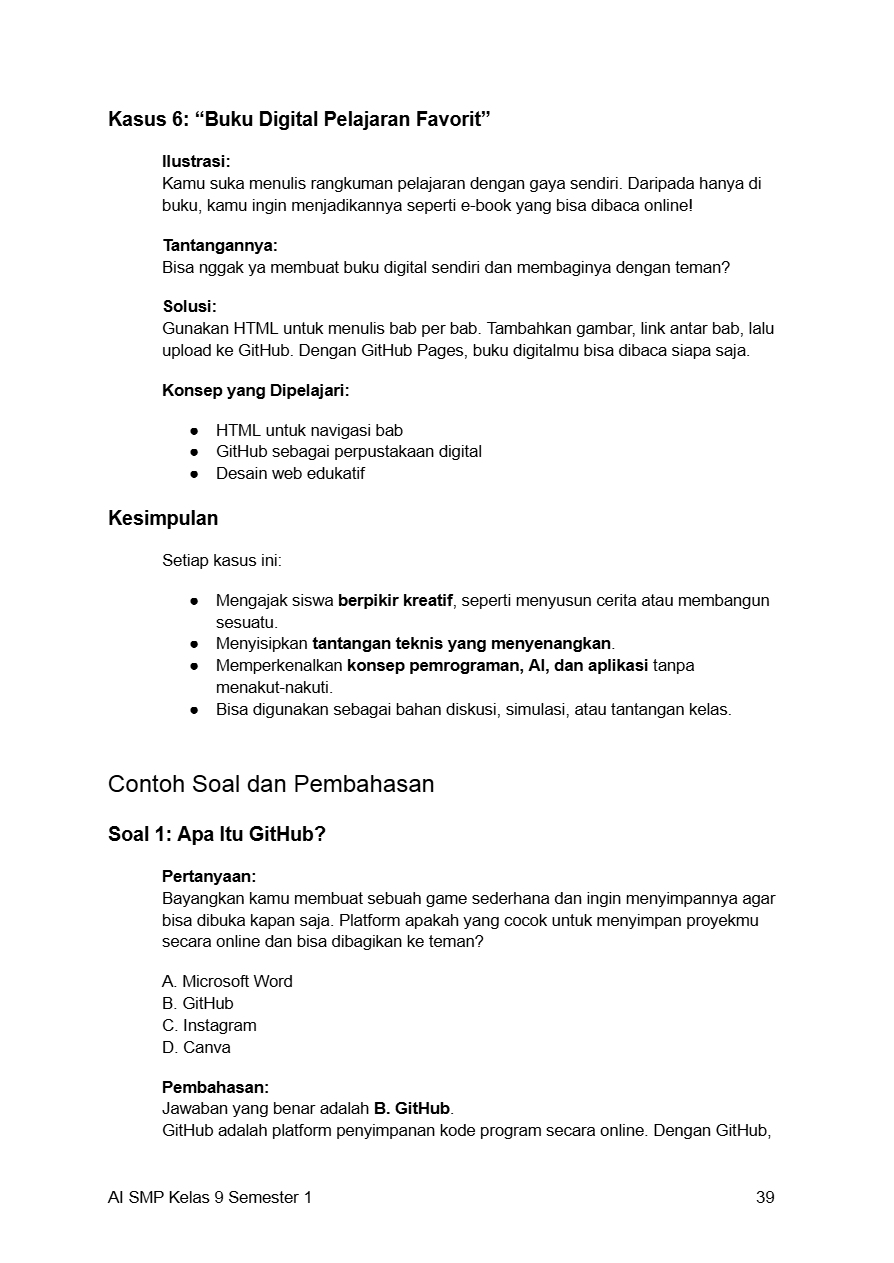 Kasus 6: “Buku Digital Pelajaran Favorit”
Ilustrasi:
Kamu suka menulis rangkuman pelajaran dengan gaya sendiri. Daripada hanya di
buku, kamu ingin menjadikannya seperti e-book yang bisa dibaca online!
Tantangannya:
Bisa nggak ya membuat buku digital sendiri dan membaginya dengan teman?
Solusi:
Gunakan HTML untuk menulis bab per bab. Tambahkan gambar, link antar bab, lalu
upload ke GitHub. Dengan GitHub Pages, buku digitalmu bisa dibaca siapa saja.
Konsep yang Dipelajari:
● HTML untuk navigasi bab
● GitHub sebagai perpustakaan digital
● Desain web edukatif
Kesimpulan
Setiap kasus ini:
● Mengajak siswa berpikir kreatif, seperti menyusun cerita atau membangun
sesuatu.
● Menyisipkan tantangan teknis yang menyenangkan.
● Memperkenalkan konsep pemrograman, AI, dan aplikasi tanpa
menakut-nakuti.
● Bisa digunakan sebagai bahan diskusi, simulasi, atau tantangan kelas.
Contoh Soal dan Pembahasan
Soal 1: Apa Itu GitHub?
Pertanyaan:
Bayangkan kamu membuat sebuah game sederhana dan ingin menyimpannya agar
bisa dibuka kapan saja. Platform apakah yang cocok untuk menyimpan proyekmu
secara online dan bisa dibagikan ke teman?
A. Microsoft Word
B. GitHub
C. Instagram
D. Canva
Pembahasan:
Jawaban yang benar adalah B. GitHub.
GitHub adalah platform penyimpanan kode program secara online. Dengan GitHub,
AI SMP Kelas 9 Semester 1 39